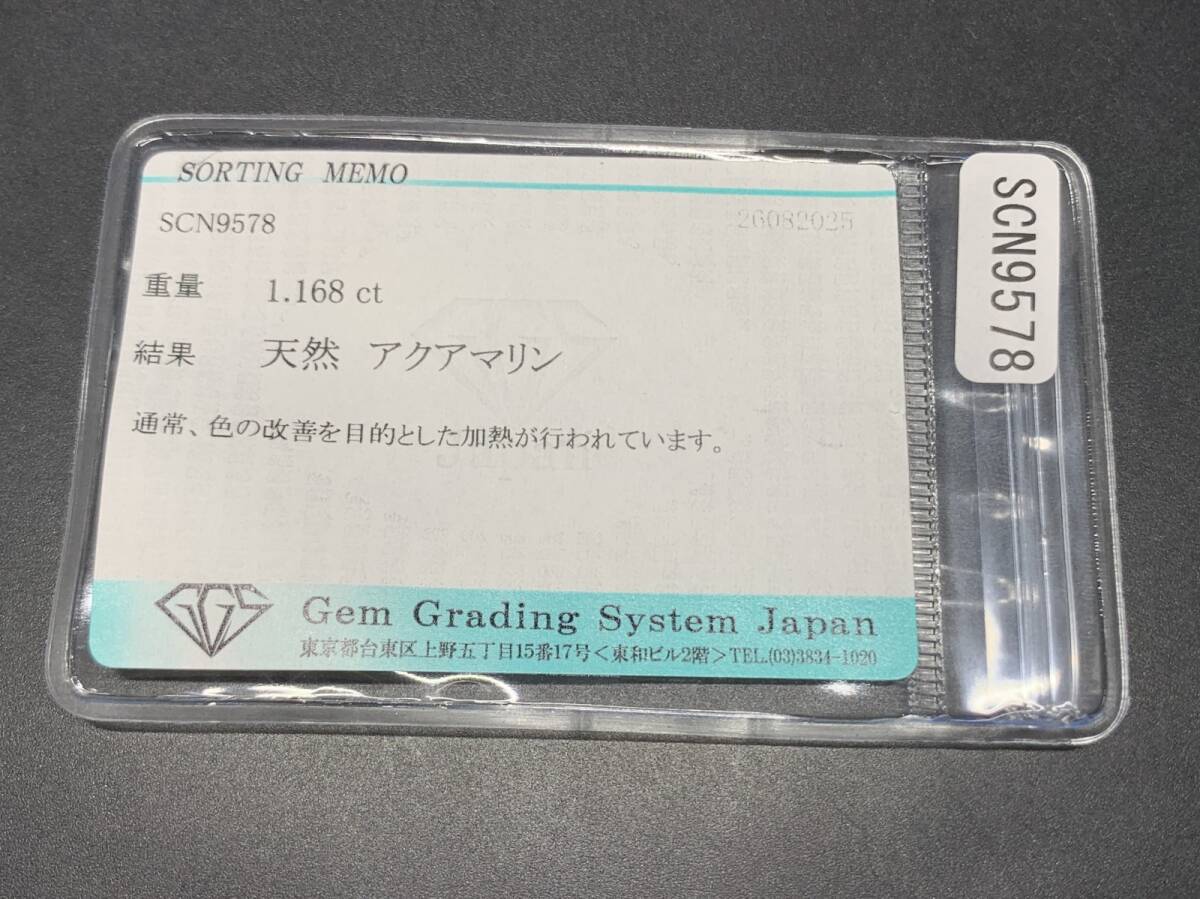 SORTING MEMO
SCN9578
26082025
重量 1.168 ct
結果 天然 アクアマリン
通常、色の改善を目的とした加熱が行われています。
GGS
Gem Grading System Japan
東京都台東区上野五丁目15番17号<東和ビル2階>TEL.(03)3834-1020
SCN9578